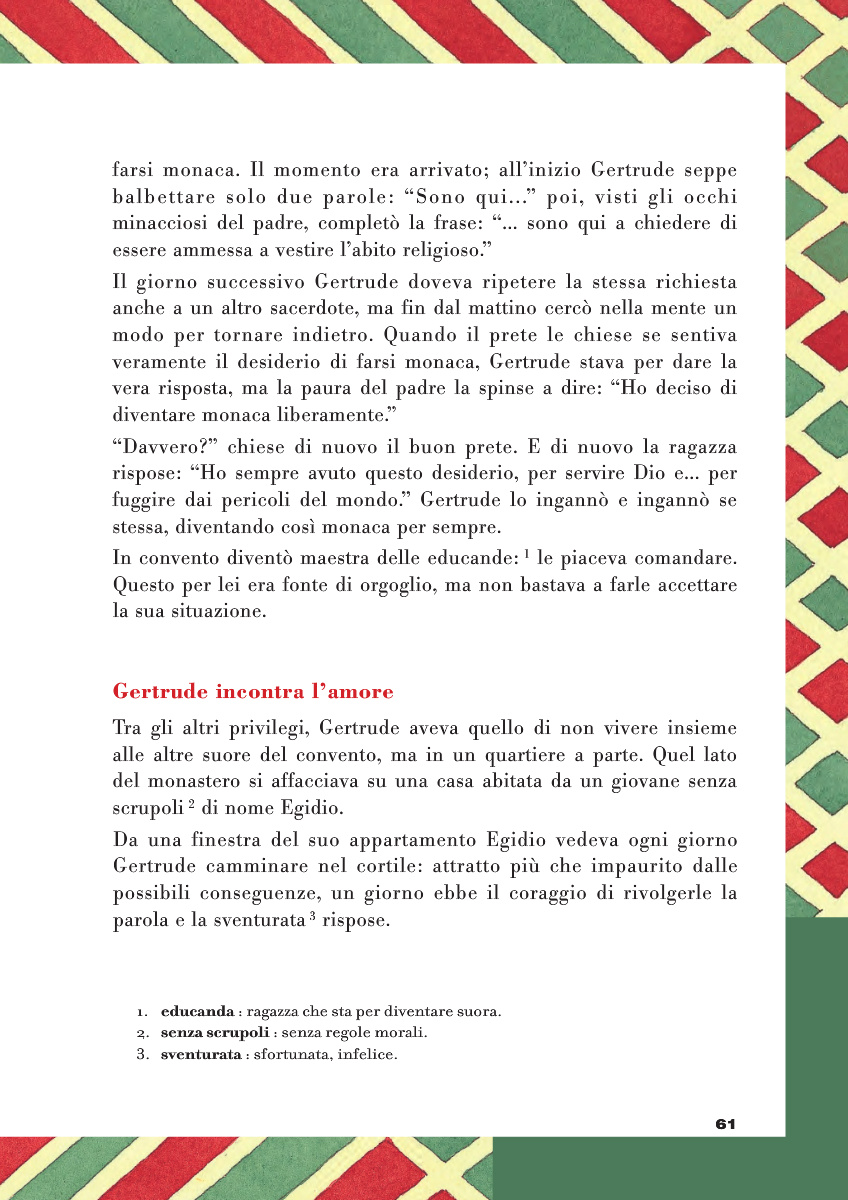 farsi monaca. Il momento era arrivato; all’inizio Gertrude seppe
balbettare solo due parole: “Sono qui...” poi, visti gli occhi
minacciosi del padre, completò la frase: “... sono qui a chiedere di
essere ammessa a vestire l’abito religioso.”
Il giorno successivo Gertrude doveva ripetere la stessa richiesta
anche a un altro sacerdote, ma fin dal mattino cercò nella mente un
modo per tornare indietro. Quando il prete le chiese se sentiva
veramente il desiderio di farsi monaca, Gertrude stava per dare la
vera risposta, ma la paura del padre la spinse a dire: “Ho deciso di
diventare monaca liberamente.”
“Davvero?” chiese di nuovo il buon prete. E di nuovo la ragazza
rispose: “Ho sempre avuto questo desiderio, per servire Dio e... per
fuggire dai pericoli del mondo.” Gertrude lo ingannò e ingannò se
stessa, diventando così monaca per sempre.
In convento diventò maestra delle educande: 1 le piaceva comandare.
Questo per lei era fonte di orgoglio, ma non bastava a farle accettare
la sua situazione.
Gertrude incontra l’amore
Tra gli altri privilegi, Gertrude aveva quello di non vivere insieme
alle altre suore del convento, ma in un quartiere a parte. Quel lato
del monastero si affacciava su una casa abitata da un giovane senza
scrupoli 2 di nome Egidio.
Da una finestra del suo appartamento Egidio vedeva ogni giorno
Gertrude camminare nel cortile: attratto più che impaurito dalle
possibili conseguenze, un giorno ebbe il coraggio di rivolgerle la
parola e la sventurata 3 rispose.
1. educanda : ragazza che sta per diventare suora.
2. senza scrupoli : senza regole morali.
3. sventurata : sfortunata, infelice.
61